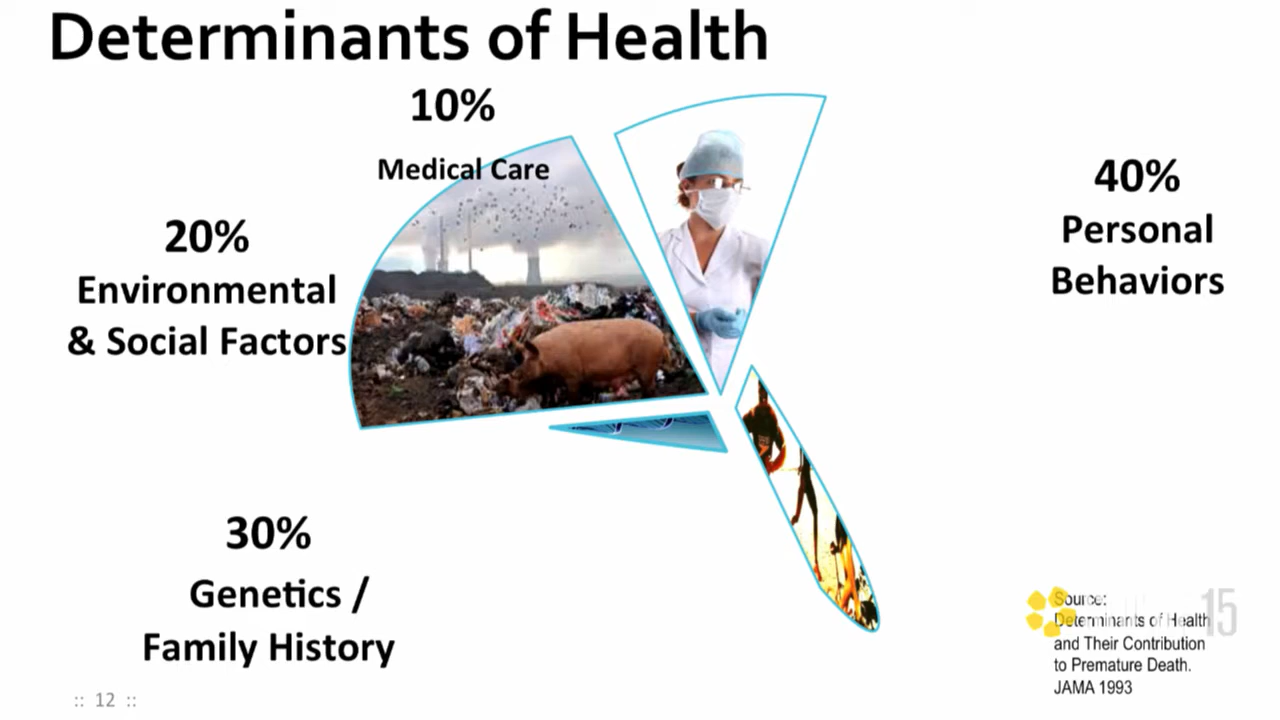 Determinants of Health
10%
Medical Care
40%
Personal
Behaviors
20%
Environmental
& Social Factors
30%
Genetics /
Family History
Source:
Determinants of Health
and Their Contribution
to Premature Death.
JAMA 1993
15
:: 12 ::